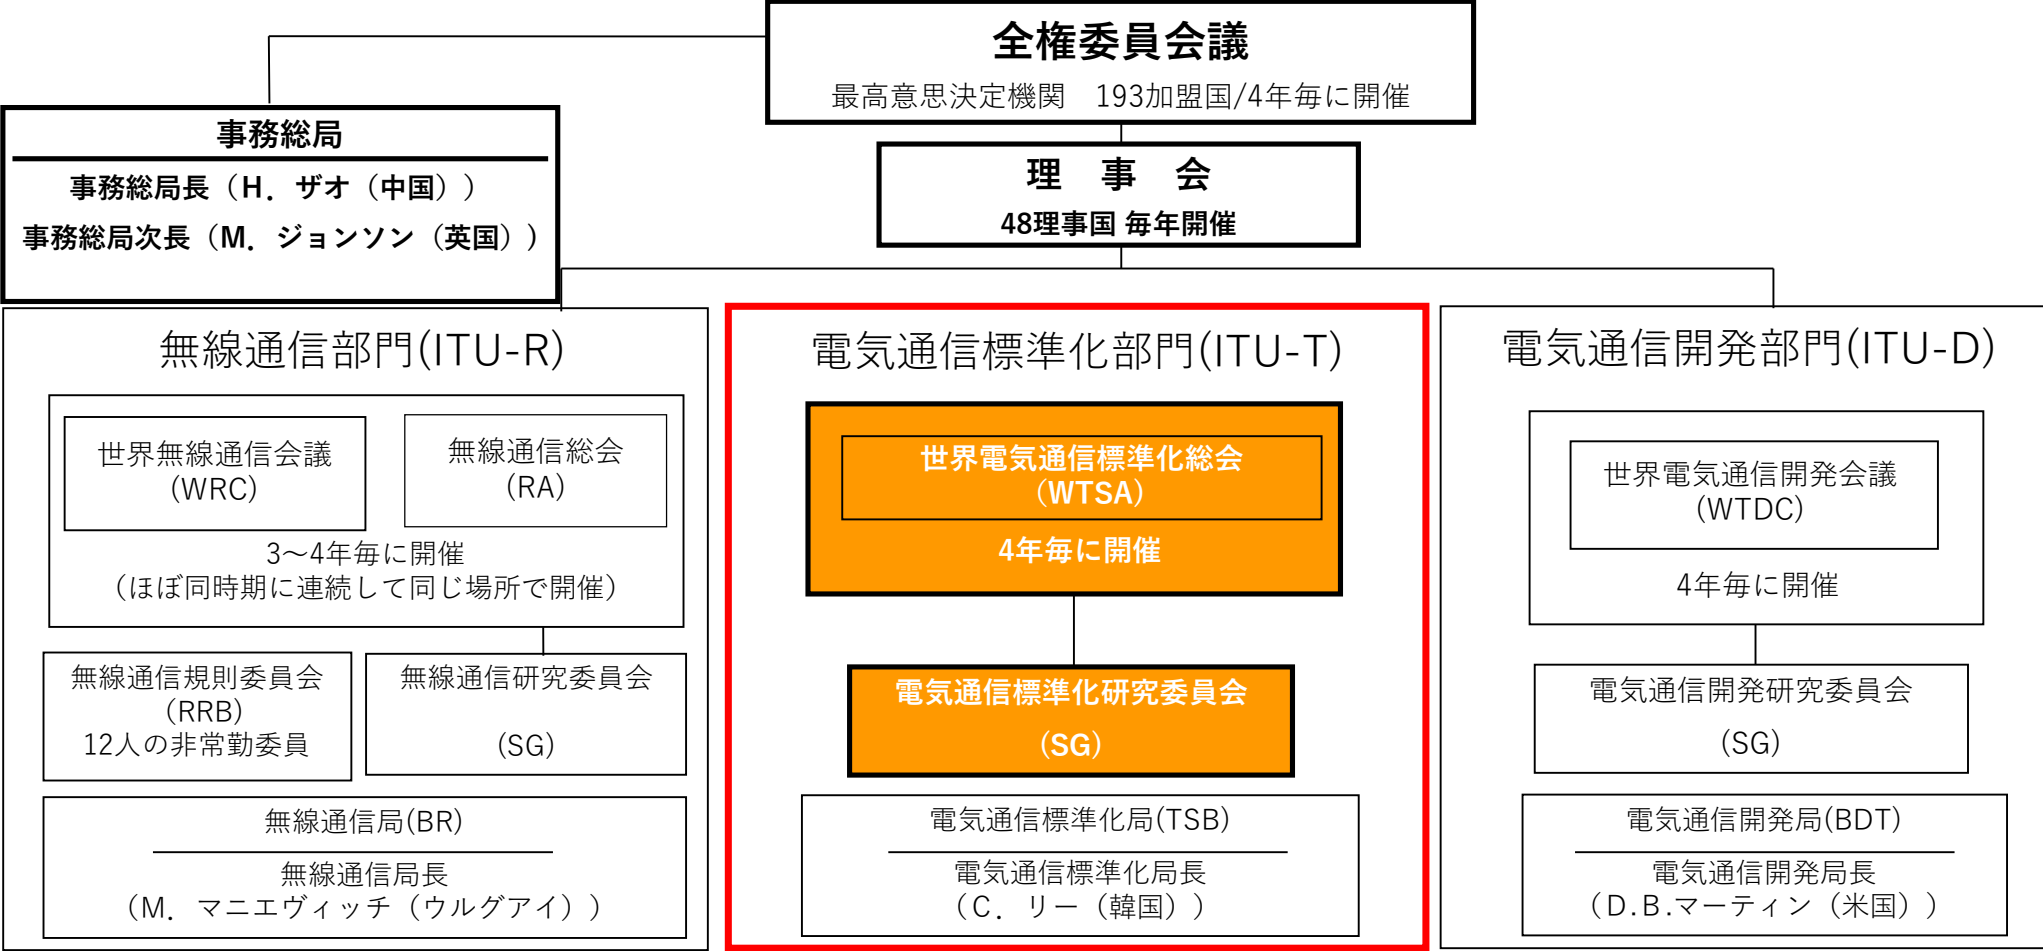 全権委員会議
最高意思決定機関　193加盟国/4年毎に開催
事務総局
事務総局長（H．ザオ（中国））
事務総局次長（M．ジョンソン（英国））
理　事　会
48理事国 毎年開催
無線通信部門(ITU-R)
世界無線通信会議
(WRC)
無線通信総会
(RA)
3～4年毎に開催
（ほぼ同時期に連続して同じ場所で開催）
無線通信規則委員会
(RRB)
12人の非常勤委員
無線通信研究委員会
(SG)
無線通信局(BR)
無線通信局長
（M．マニエヴィッチ（ウルグアイ））
電気通信標準化部門(ITU-T)
世界電気通信標準化総会
(WTSA)
4年毎に開催
電気通信標準化研究委員会
(SG)
電気通信標準化局(TSB)
電気通信標準化局長
（C．リー（韓国））
電気通信開発部門(ITU-D)
世界電気通信開発会議
(WTDC)
4年毎に開催
電気通信開発研究委員会
(SG)
電気通信開発局(BDT)
電気通信開発局長
（D.B.マーティン（米国））